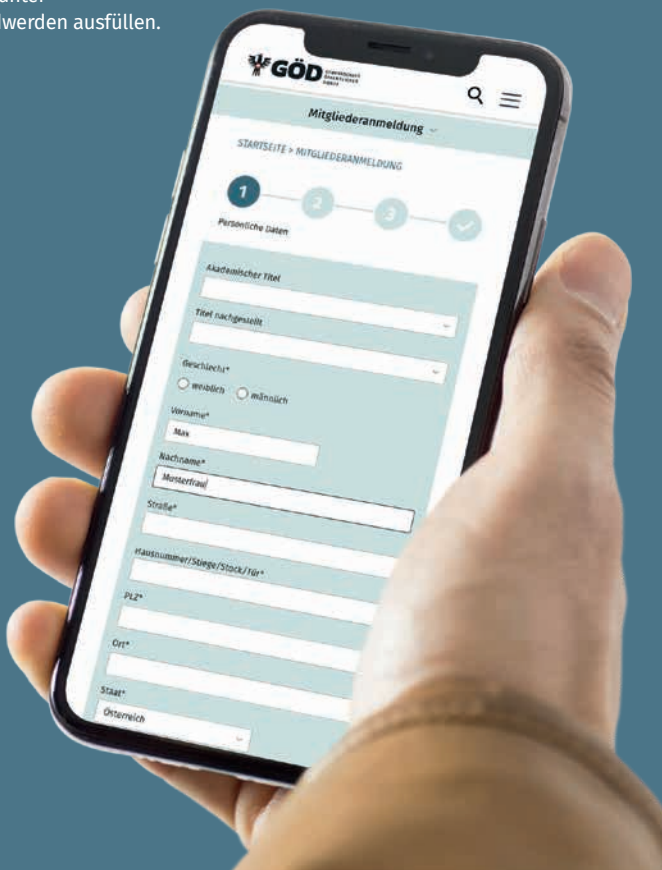 werden ausfüllen.
GÖD
Mitgliederanmeldung
STARTSEITE > MITGLIEDERANMELDUNG
1
2
3
Persönliche Daten
Akademischer Titel
Titel nachgestellt
Geschlecht*
weiblich
männlich
Vorname*
Max
Nachname*
Musterfrau
Straße*
Hausnummer/Stiege/Stock/Tür*
PLZ*
Ort*
Staat*
Österreich